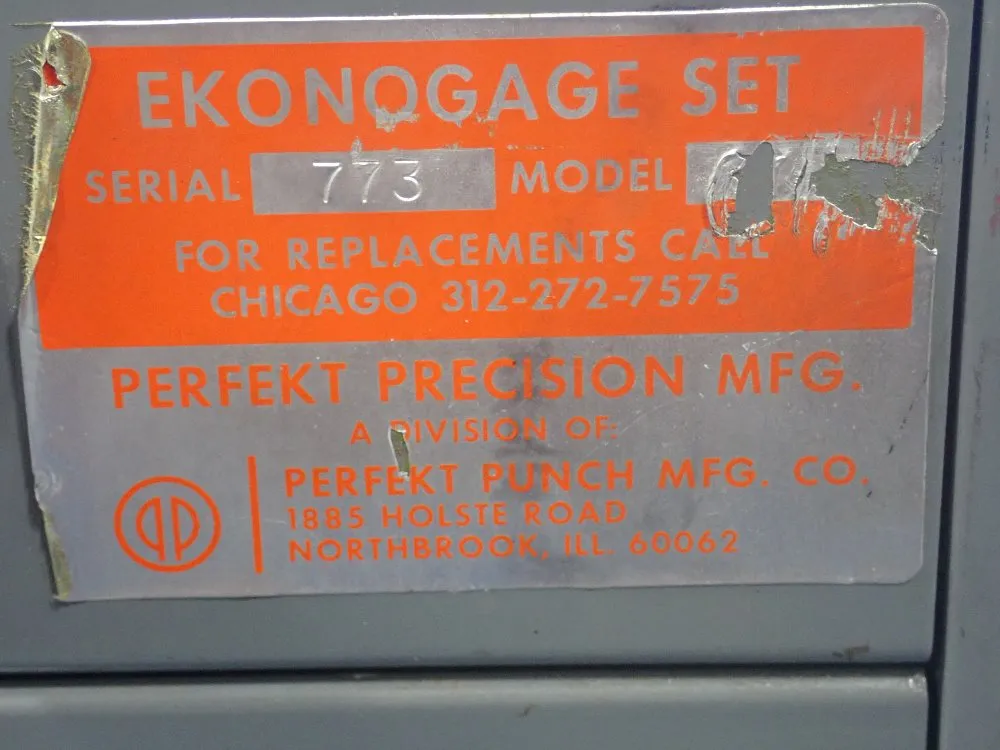 EKONOGAGE SET
SERIAL 773 MODEL
FOR REPLACEMENTS CALL
CHICAGO 312-272-7575
PERFEKT PRECISION MFG.
A DIVISION OF:
PERFEKT PUNCH MFG. CO.
1885 HOLSTE ROAD
NORTHBROOK, ILL. 60062